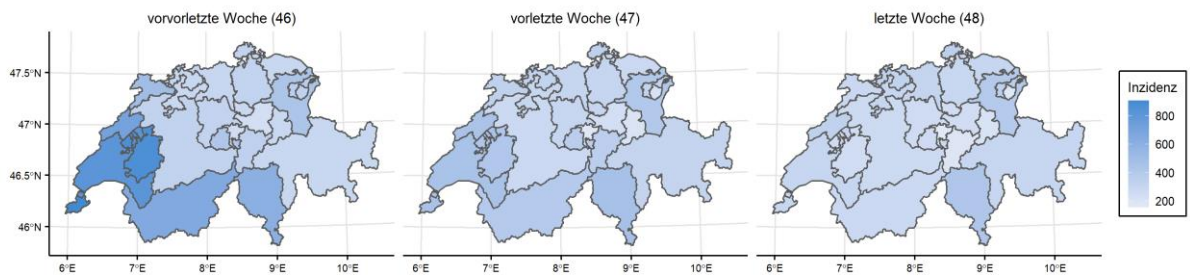 vorvorletzte Woche (46) vorletzte Woche (47) letzte Woche (48)
47.5°N
47°N
46.5°N
46°N
6°E 7°E 8°E 9°E 10°E 6°E 7°E 8°E 9°E 10°E 6°E 7°E 8°E 9°E 10°E
Inzidenz
800
600
400
200